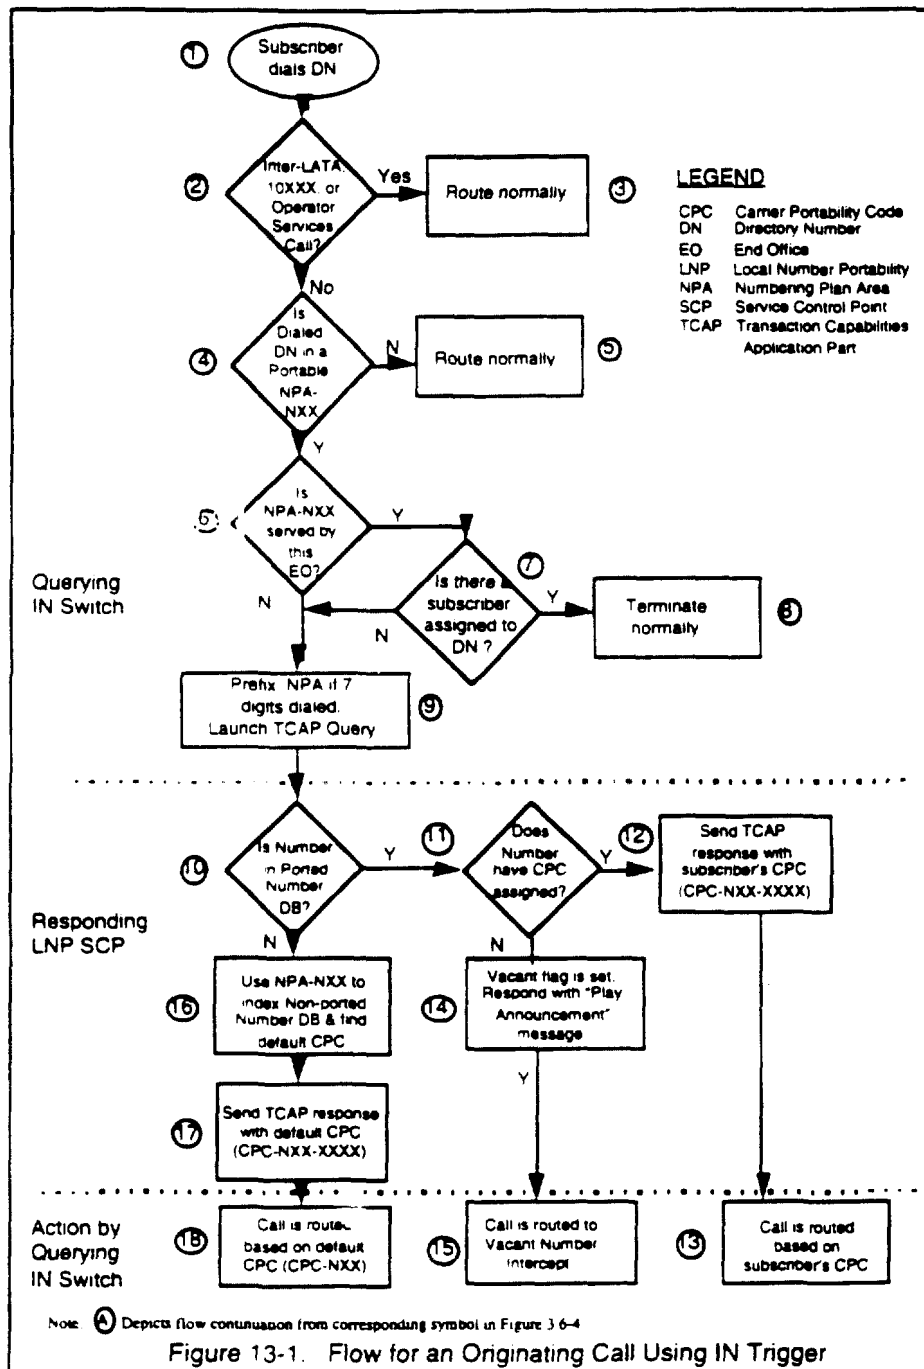 1
Subscriber
dials DN
2
Inter-LATA,
10XXX, or
Operator
Services
Call?
Yes
Route normally
3
LEGEND
CPC Carrier Portability Code
DN Directory Number
EO End Office
LNP Local Number Portability
NPA Numbering Plan Area
SCP Service Control Point
TCAP Transaction Capabilities
Application Part
No
4
Is
Dialed
DN in a
Portable
NPA-
NXX
N
Route normally
5
Y
6
Is
NPA-NXX
served by
this
EO?
Y
7
Is there a
subscriber
assigned to
DN ?
Y
Terminate
normally
8
N
N
Querying
IN Switch
Prefix NPA if 7
digits dialed.
Launch TCAP Query
9
10
Is Number
in Ported
Number
DB?
Y
11
Does
Number
have CPC
assigned?
Y
12
Send TCAP
response with
subscriber's CPC
(CPC-NXX-XXXX)
Responding
LNP SCP
N
N
16
Use NPA-NXX to
index Non-ported
Number DB & find
default CPC
14
Vacant flag is set.
Respond with "Play
Announcement"
message
Y
17
Send TCAP response
with default CPC
(CPC-NXX-XXXX)
Action by
Querying
IN Switch
18
Call is routed
based on default
CPC (CPC-NXX)
15
Call is routed to
Vacant Number
Intercept
13
Call is routed
based on
subscriber's CPC
Note: A Depicts flow continuation from corresponding symbol in Figure 3.6-4
Figure 13-1. Flow for an Originating Call Using IN Trigger